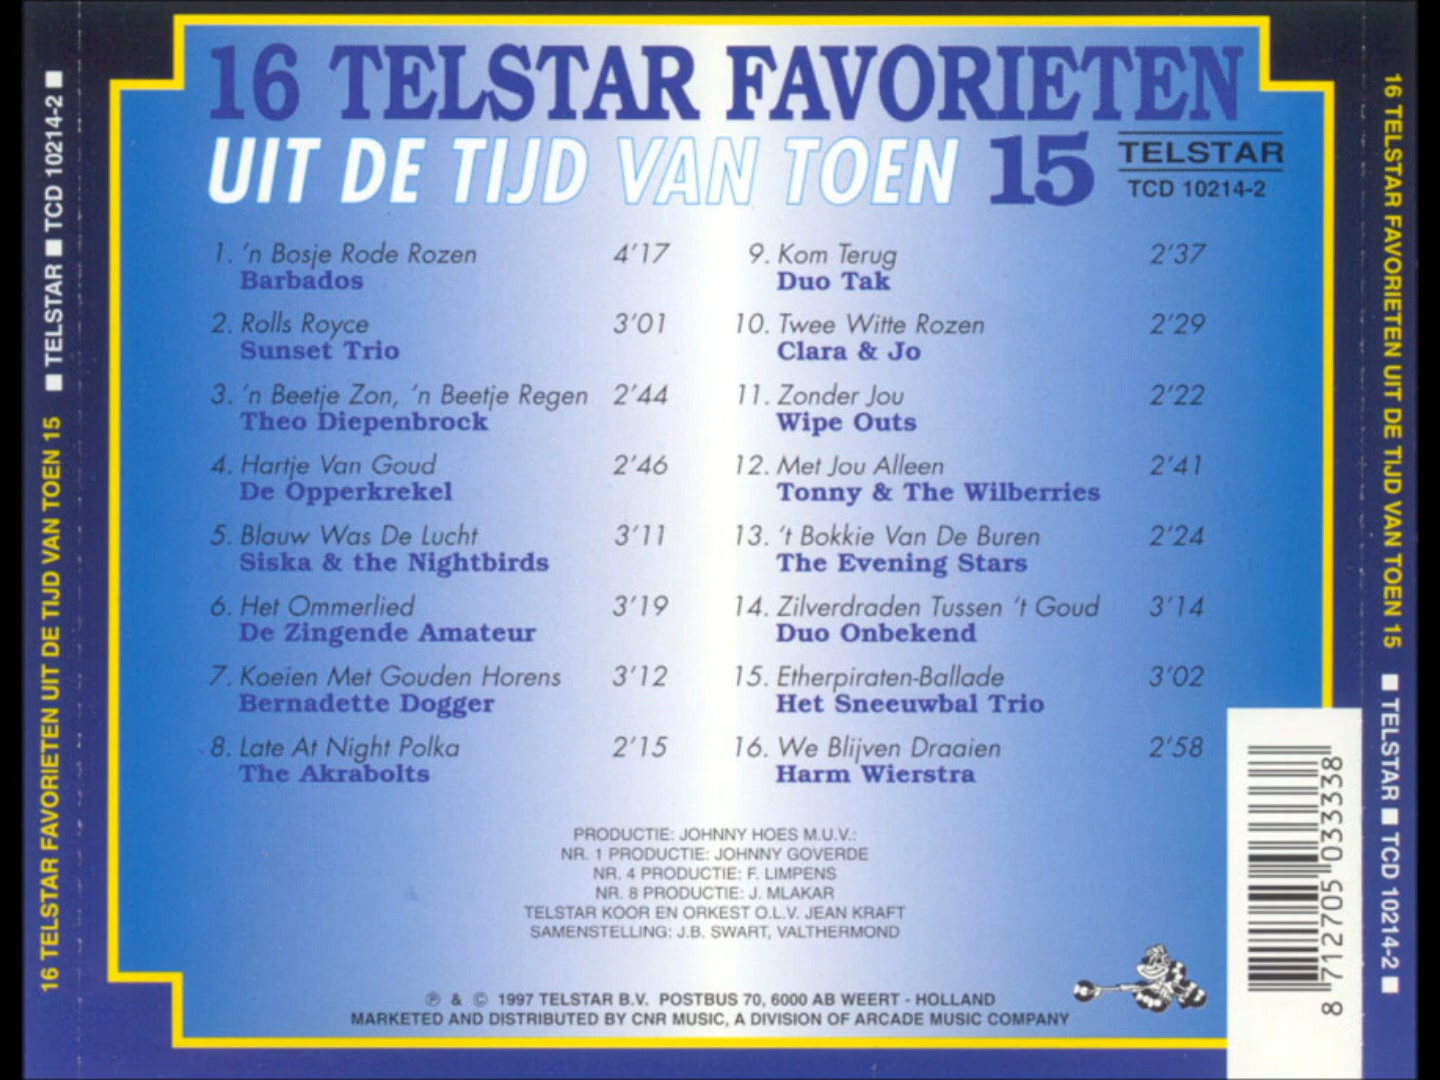 16 TELSTAR FAVORIETEN
UIT DE TIJD VAN TOEN 15
TELSTAR
TCD 10214-2
1. 'n Bosje Rode Rozen 4'17
Barbados
2. Rolls Royce 3'01
Sunset Trio
3. 'n Beetje Zon, 'n Beetje Regen 2'44
Theo Diepenbrock
4. Hartje Van Goud 2'46
De Opperkrekel
5. Blauw Was De Lucht 3'11
Siska & the Nightbirds
6. Het Ommerlied 3'19
De Zingende Amateur
7. Koeien Met Gouden Horens 3'12
Bernadette Dogger
8. Late At Night Polka 2'15
The Akrabolts
9. Kom Terug 2'37
Duo Tak
10. Twee Witte Rozen 2'29
Clara & Jo
11. Zonder Jou 2'22
Wipe Outs
12. Met Jou Alleen 2'41
Tonny & The Wilberries
13. 't Bokkie Van De Buren 2'24
The Evening Stars
14. Zilverdraden Tussen 't Goud 3'14
Duo Onbekend
15. Etherpiraten-Ballade 3'02
Het Sneeuwbal Trio
16. We Blijven Draaien 2'58
Harm Wierstra
PRODUCTIE: JOHNNY HOES M.U.V.:
NR. 1 PRODUCTIE: JOHNNY GOVERDE
NR. 4 PRODUCTIE: F. LIMPENS
NR. 8 PRODUCTIE: J. MLAKAR
TELSTAR KOOR EN ORKEST O.L.V. JEAN KRAFT
SAMENSTELLING: J.B. SWART, VALTHERMOND
℗ & © 1997 TELSTAR B.V. POSTBUS 70, 6000 AB WEERT - HOLLAND
MARKETED AND DISTRIBUTED BY CNR MUSIC, A DIVISION OF ARCADE MUSIC COMPANY
8 712705 033338
16 TELSTAR FAVORIETEN UIT DE TIJD VAN TOEN 15 ■ TELSTAR ■ TCD 10214-2 ■
16 TELSTAR FAVORIETEN UIT DE TIJD VAN TOEN 15 ■ TELSTAR ■ TCD 10214-2 ■